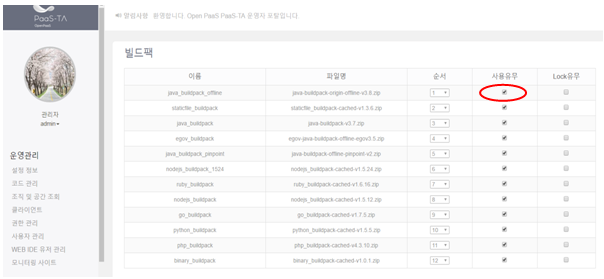 PaaS-TA
OpenPaaS
알림사항 환영합니다. Open PaaS PaaS-TA 운영자 포탈입니다.
관리자
admin
운영관리
설정 정보
코드 관리
조직 및 공간 조회
클라이언트
권한 관리
사용자 관리
WEB IDE 유저 관리
모니터링 사이트
빌드팩
이름 파일명 순서 사용유무 Lock유무
java_buildpack_offline java-buildpack-origin-offline-v3.8.zip 1
staticfile_buildpack staticfile_buildpack-cached-v1.3.6.zip 2
java_buildpack java-buildpack-v3.7.zip 3
egov_buildpack egov-java-buildpack-offline-egov3.5.zip 4
java_buildpack_pinpoint java-buildpack-offline-pinpoint-v2.zip 5
nodejs_buildpack_1524 nodejs_buildpack-cached-v1.5.24.zip 6
ruby_buildpack ruby_buildpack-cached-v1.6.16.zip 7
nodejs_buildpack nodejs_buildpack-cached-v1.5.12.zip 8
go_buildpack go_buildpack-cached-v1.7.5.zip 9
python_buildpack python_buildpack-cached-v1.5.5.zip 10
php_buildpack php_buildpack-cached-v4.3.10.zip 11
binary_buildpack binary_buildpack-cached-v1.0.1.zip 12